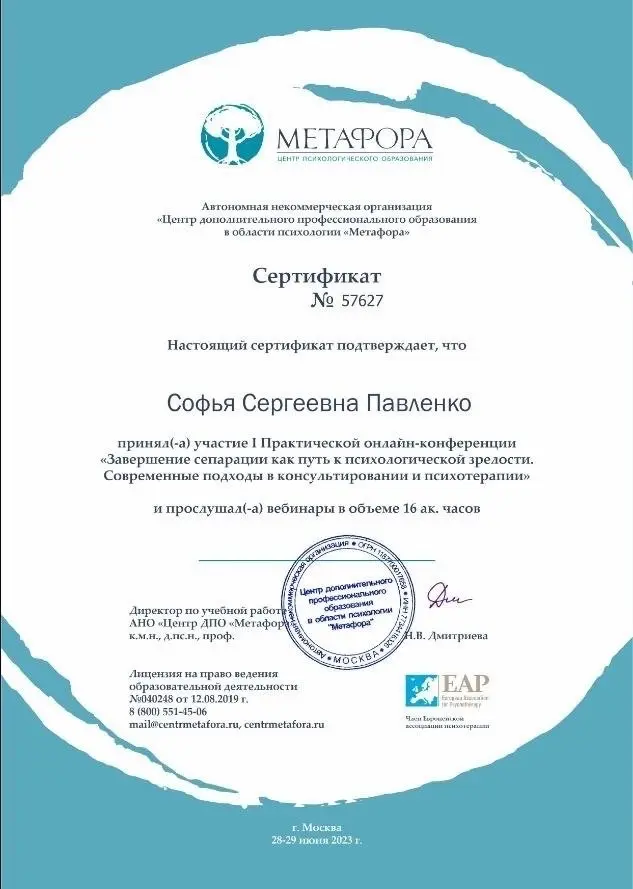 МЕТАФОРА
ЦЕНТР ПСИХОЛОГИЧЕСКОГО ОБРАЗОВАНИЯ
Автономная некоммерческая организация
«Центр дополнительного профессионального образования
в области психологии «Метафора»
Сертификат
№ 57627
Настоящий сертификат подтверждает, что
Софья Сергеевна Павленко
принял(-а) участие I Практической онлайн-конференции
«Завершение сепарации как путь к психологической зрелости.
Современные подходы в консультировании и психотерапии»
и прослушал(-а) вебинары в объеме 16 ак. часов
Автономная некоммерческая организация
ОГРН
ИНН
МОСКВА
Центр дополнительного
профессионального
образования
в области психологии
"Метафора"
Директор по учебной работе
АНО «Центр ДПО «Метафора»
к.м.н., д.пс.н., проф.
Н.В. Дмитриева
Лицензия на право ведения
образовательной деятельности
№040248 от 12.08.2019 г.
8 (800) 551-45-06
mail@centrmetafora.ru, centrmetafora.ru
EAP
European Association
for Psychotherapy
Член Европейской
ассоциации психотерапии
г. Москва
28-29 июня 2023 г.